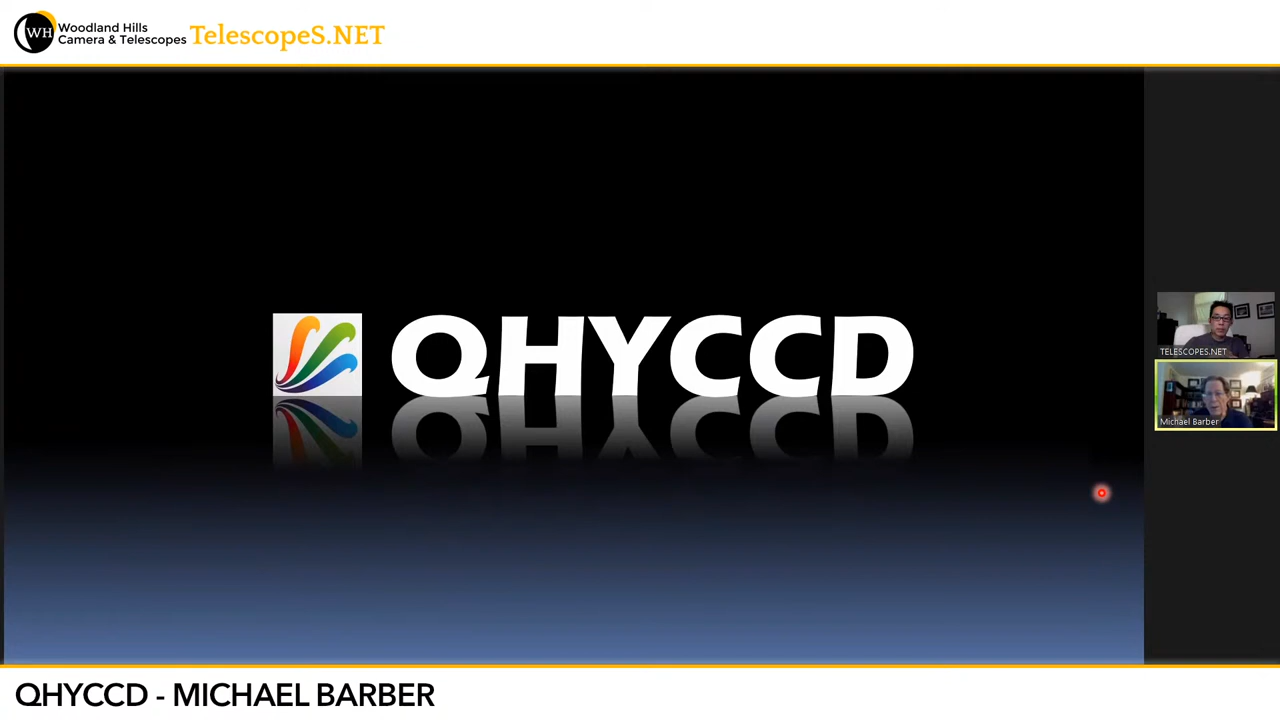 WH
Woodland Hills
Camera & Telescopes
TelescopeS.NET
QHYCCD
TELESCOPES.NET
Michael Barber
QHYCCD - MICHAEL BARBER